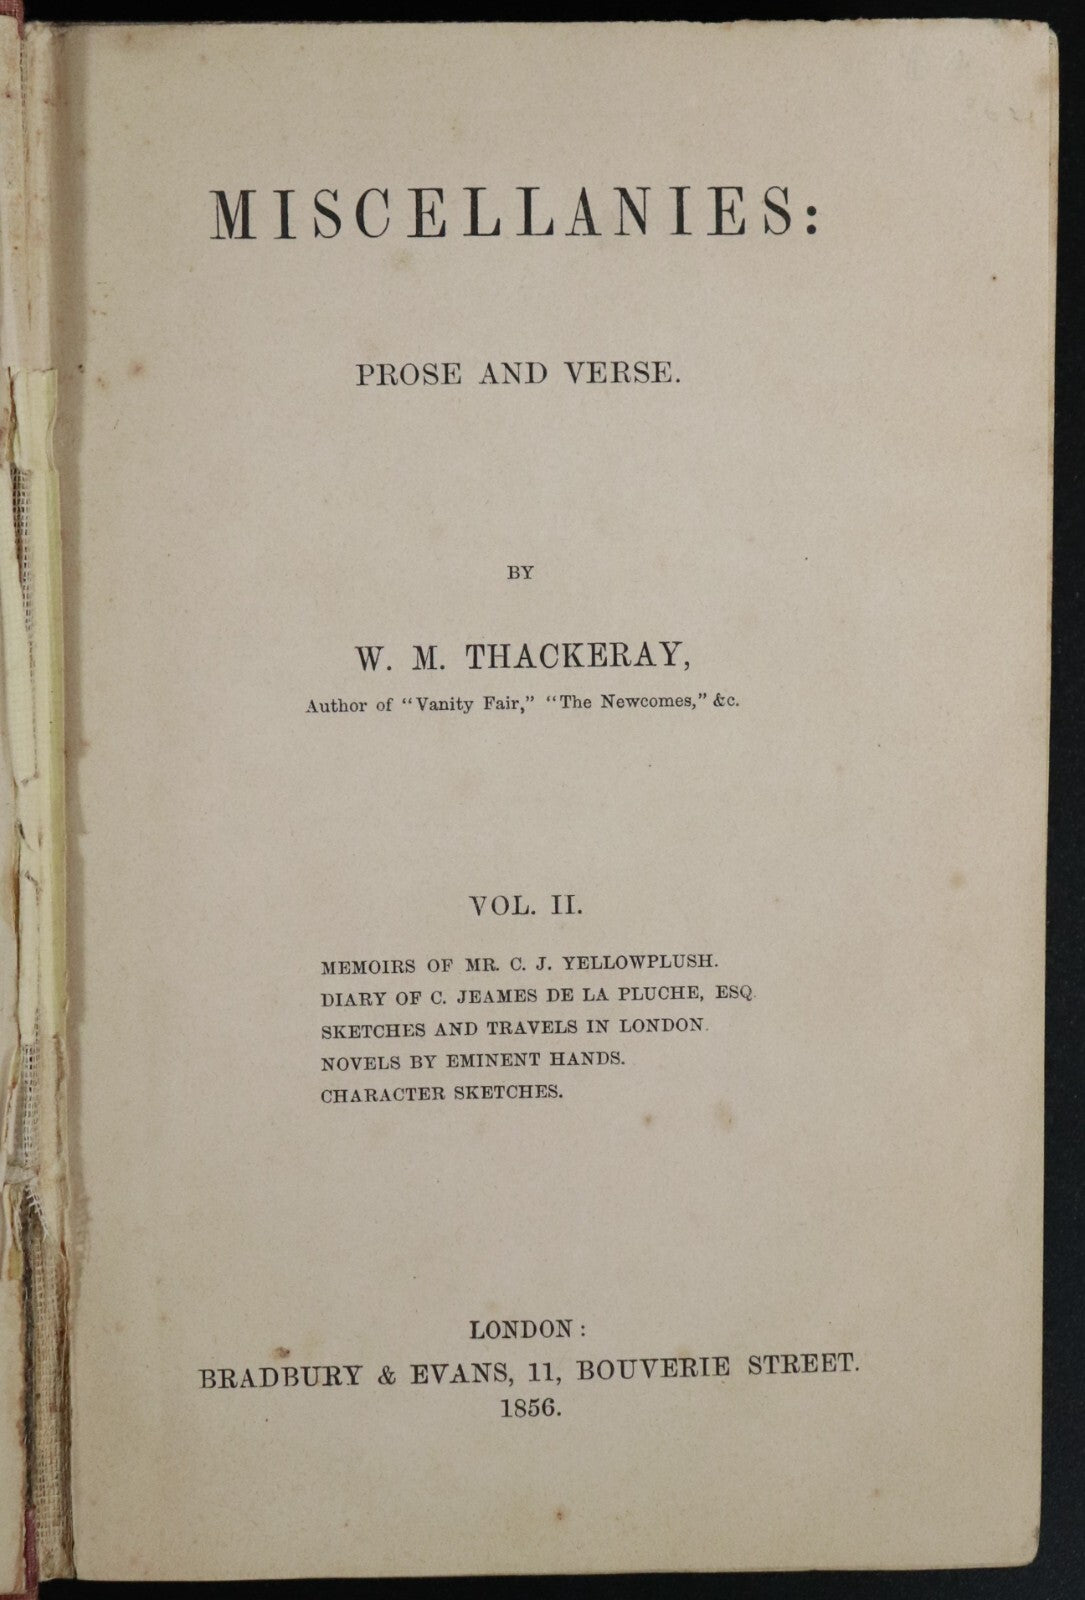 MISCELLANIES:
PROSE AND VERSE.
BY
W. M. THACKERAY,
Author of "Vanity Fair," "The Newcomes," &c.
VOL. II.
MEMOIRS OF MR. C. J. YELLOWPLUSH.
DIARY OF C. JEAMES DE LA PLUCHE, ESQ.
SKETCHES AND TRAVELS IN LONDON.
NOVELS BY EMINENT HANDS.
CHARACTER SKETCHES.
LONDON:
BRADBURY & EVANS, 11, BOUVERIE STREET.
1856.